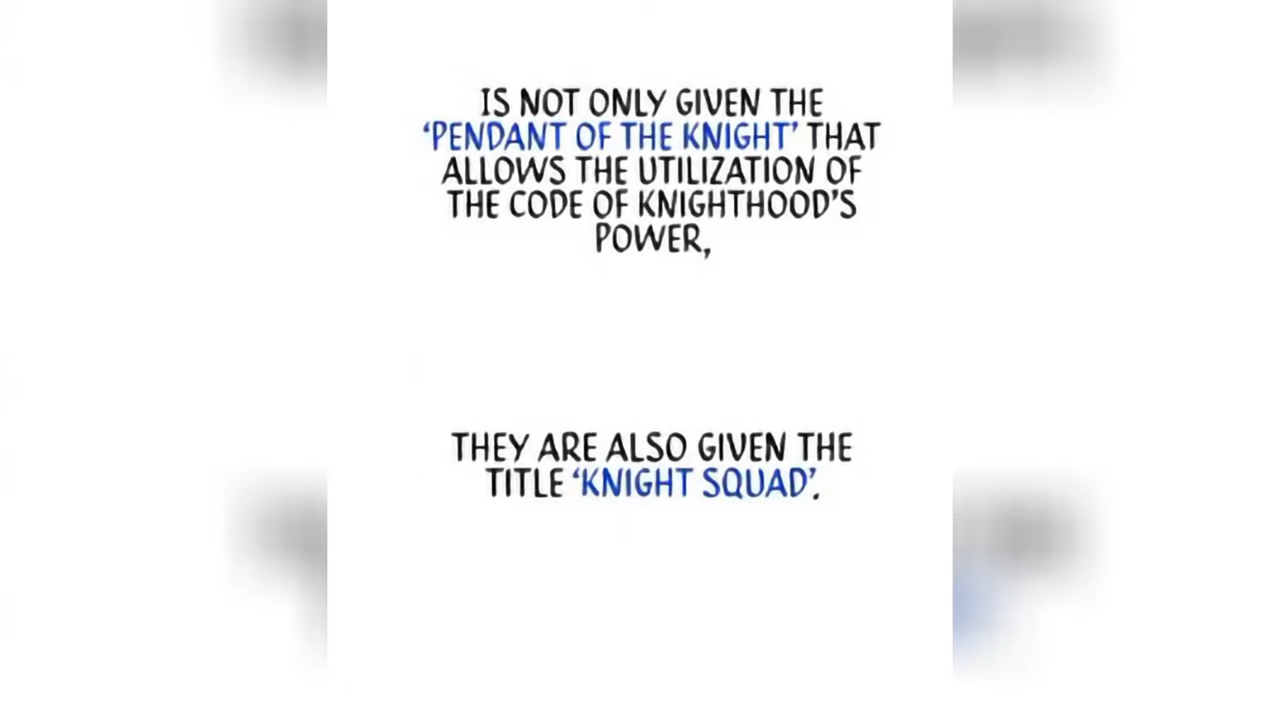 IS NOT ONLY GIVEN THE
‘PENDANT OF THE KNIGHT’ THAT
ALLOWS THE UTILIZATION OF
THE CODE OF KNIGHTHOOD’S
POWER,
THEY ARE ALSO GIVEN THE
TITLE ‘KNIGHT SQUAD’.